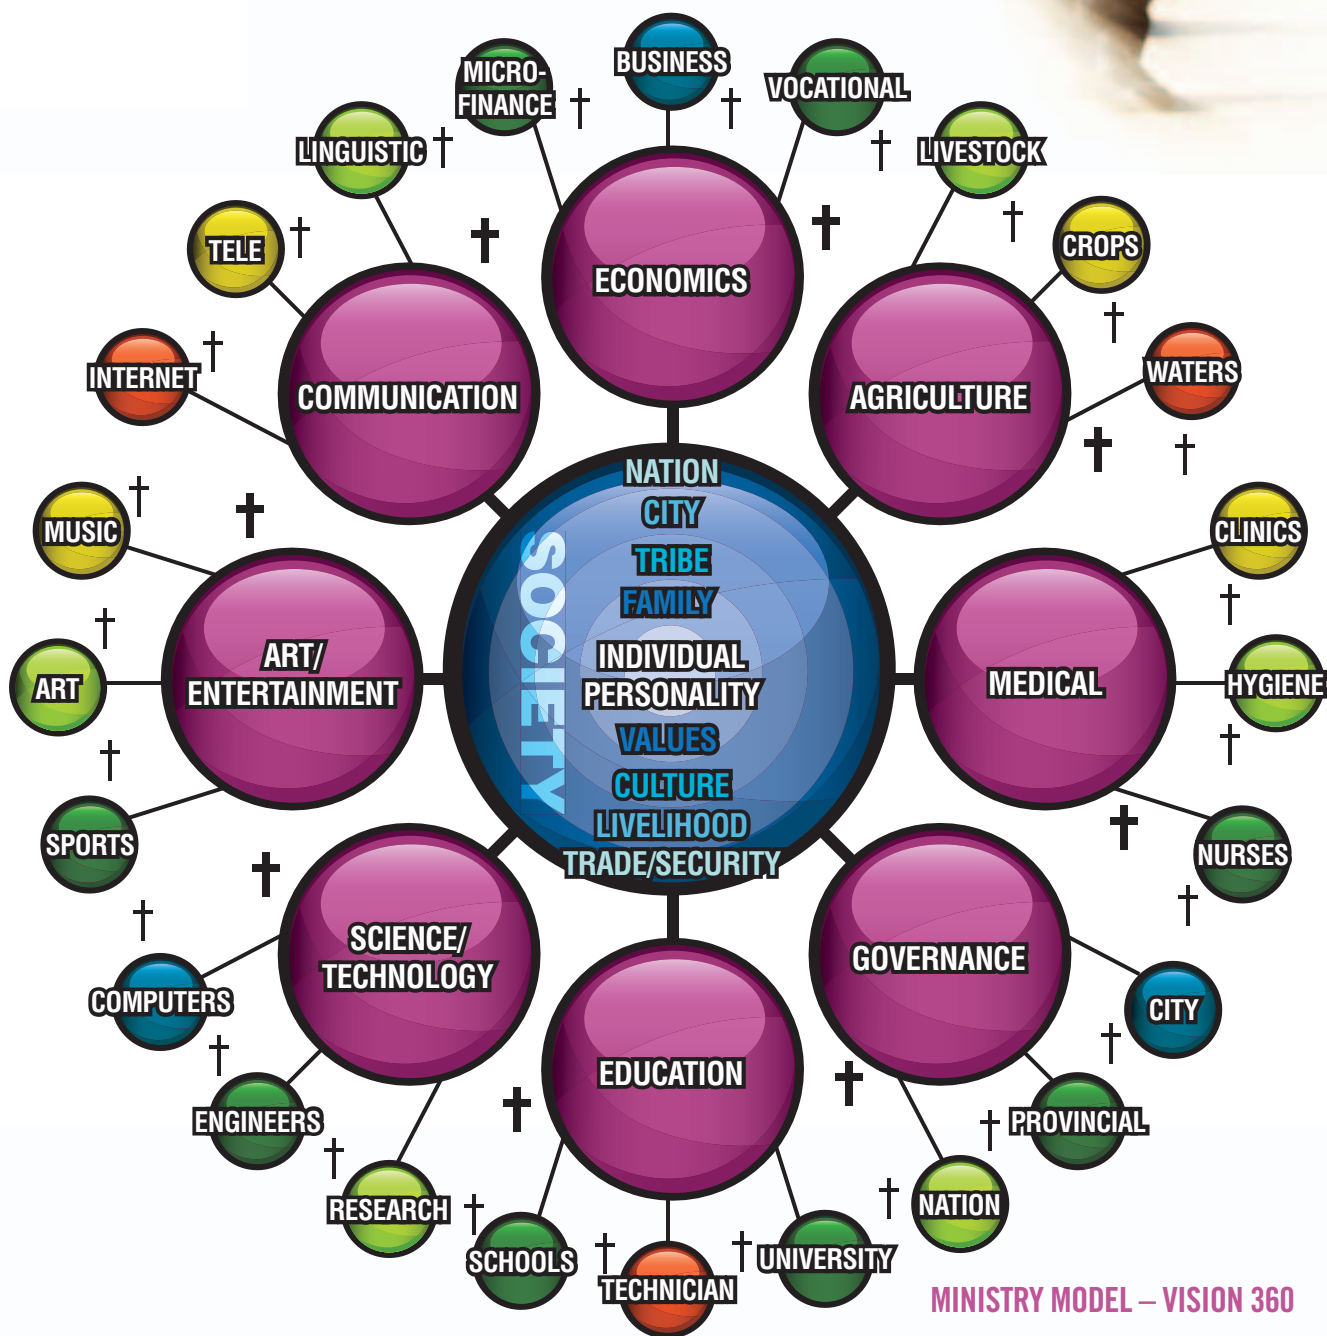 BUSINESS
MICRO-
FINANCE
VOCATIONAL
LINGUISTIC
LIVESTOCK
TELE
CROPS
ECONOMICS
INTERNET
WATERS
COMMUNICATION
AGRICULTURE
MUSIC
CLINICS
NATION
CITY
TRIBE
FAMILY
INDIVIDUAL
PERSONALITY
VALUES
CULTURE
LIVELIHOOD
TRADE/SECURITY
SOCIETY
ART/
ENTERTAINMENT
MEDICAL
ART
HYGIENE
SPORTS
NURSES
SCIENCE/
TECHNOLOGY
GOVERNANCE
COMPUTERS
CITY
EDUCATION
ENGINEERS
PROVINCIAL
RESEARCH
NATION
SCHOOLS
UNIVERSITY
TECHNICIAN
MINISTRY MODEL – VISION 360